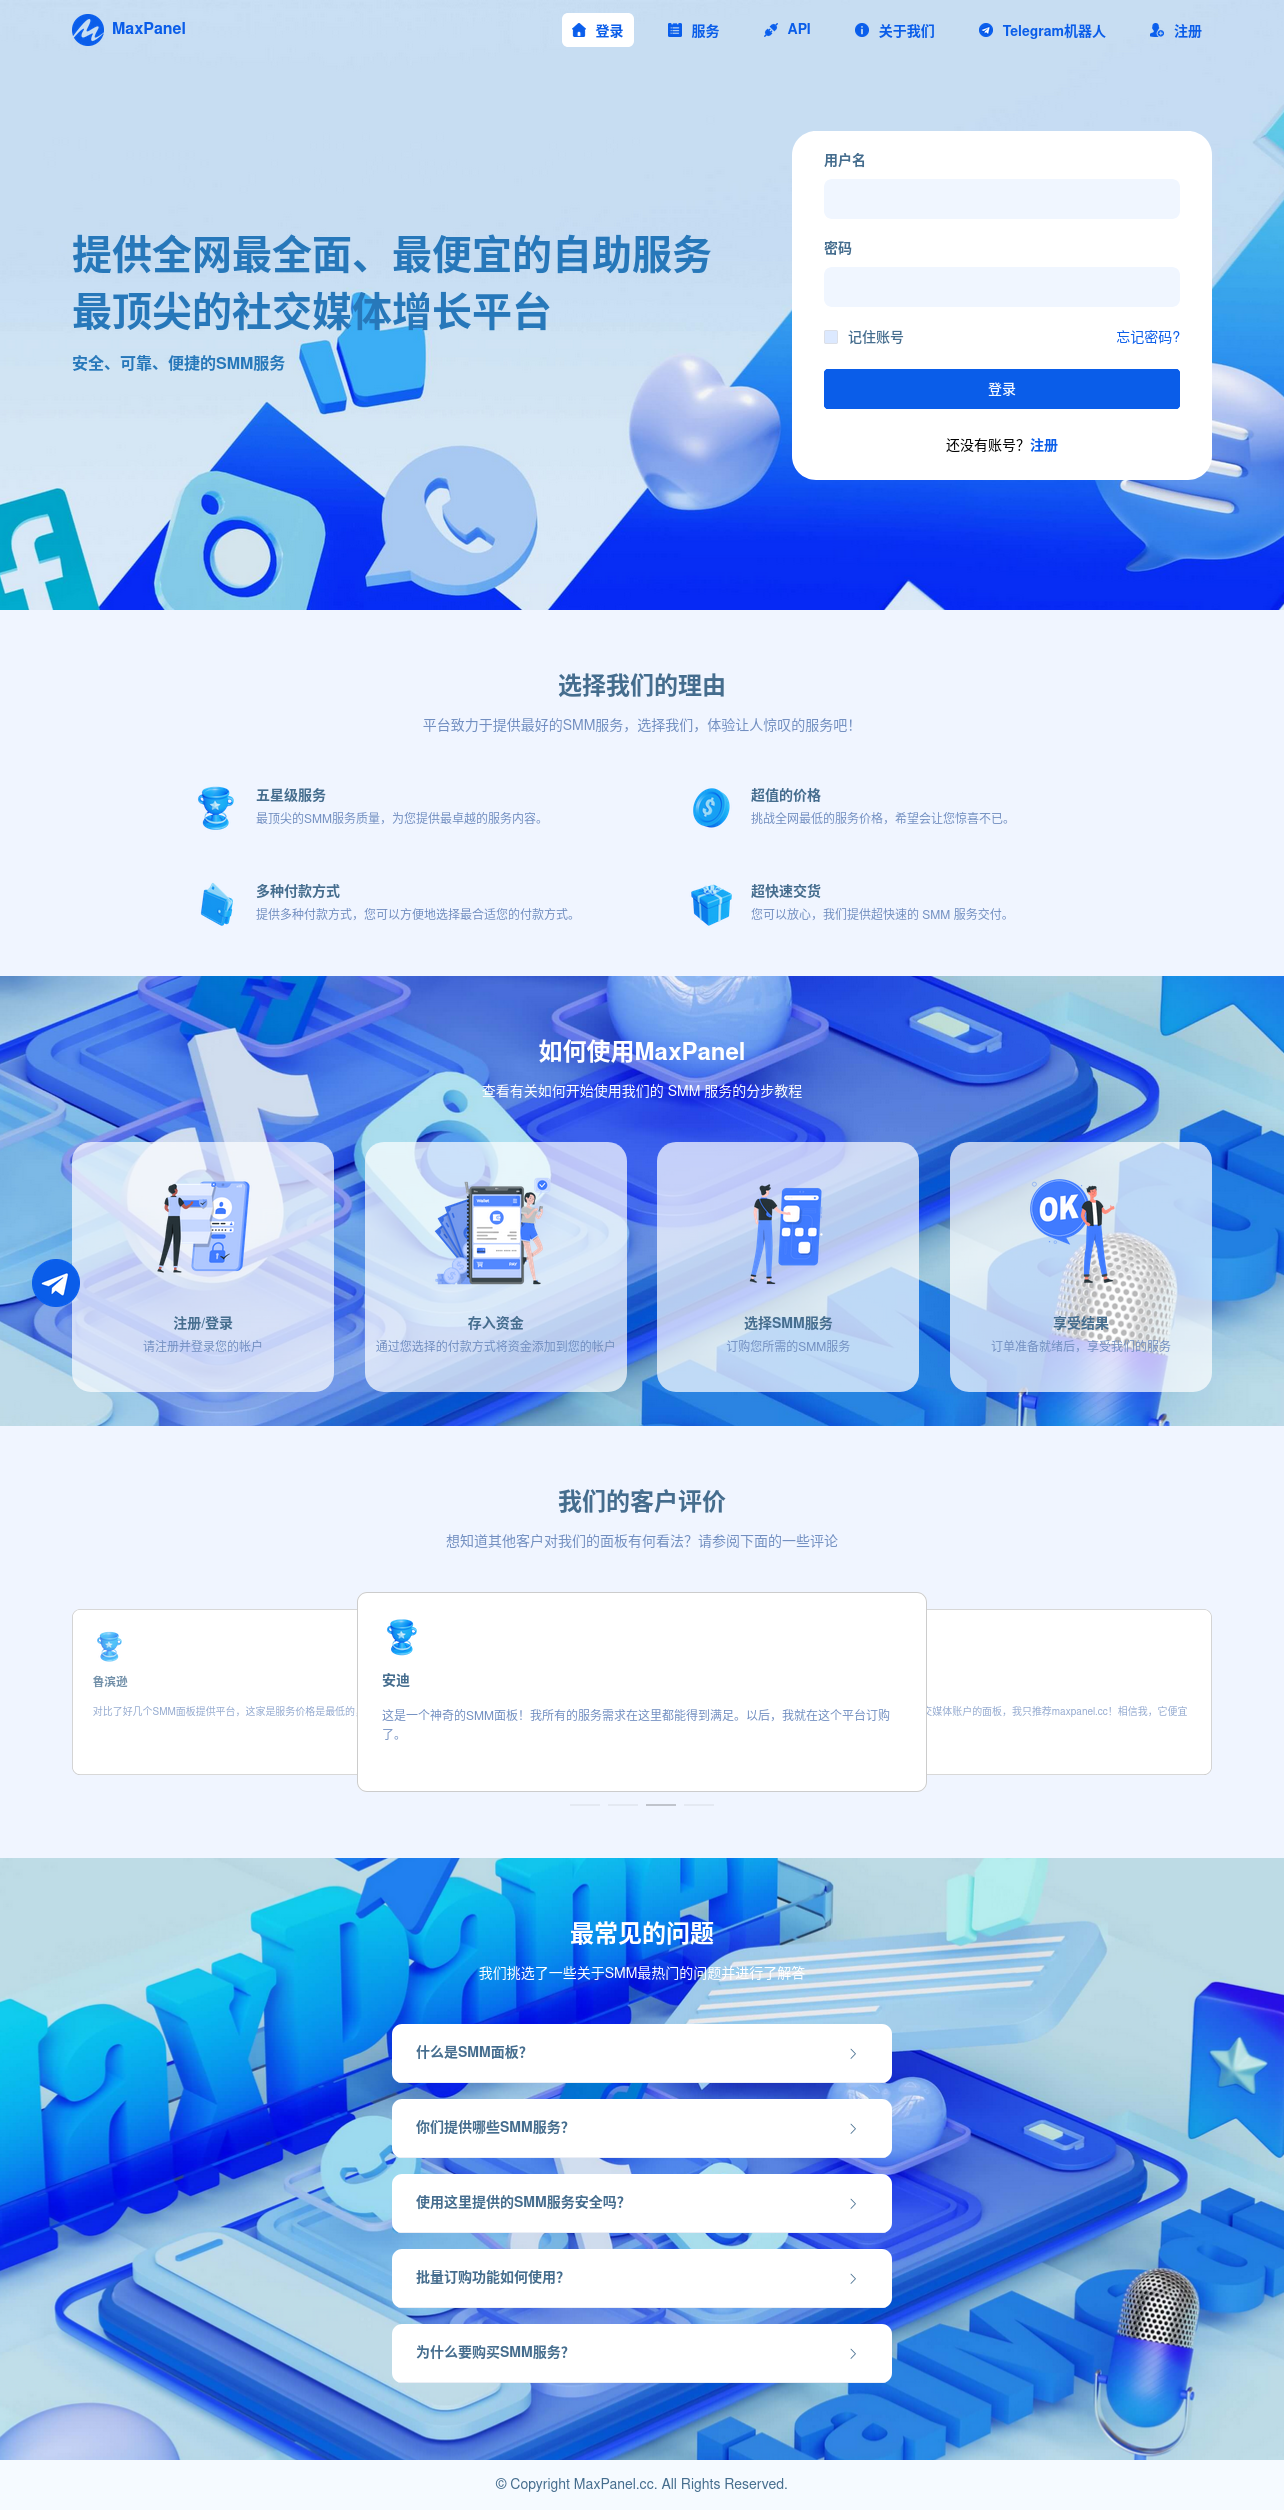 MaxPanel
登录
服务
API
关于我们
Telegram机器人
注册
提供全网最全面、最便宜的自助服务
最顶尖的社交媒体增长平台
安全、可靠、便捷的SMM服务
用户名
密码
记住账号
忘记密码?
登录
还没有账号？注册
选择我们的理由
平台致力于提供最好的SMM服务，选择我们，体验让人惊叹的服务吧！
五星级服务
最顶尖的SMM服务质量，为您提供最卓越的服务内容。
超值的价格
挑战全网最低的服务价格，希望会让您惊喜不已。
多种付款方式
提供多种付款方式，您可以方便地选择最合适您的付款方式。
超快速交货
您可以放心，我们提供超快速的 SMM 服务交付。
如何使用MaxPanel
查看有关如何开始使用我们的 SMM 服务的分步教程
OK
注册/登录
请注册并登录您的帐户
存入资金
通过您选择的付款方式将资金添加到您的帐户
选择SMM服务
订购您所需的SMM服务
享受结果
订单准备就绪后，享受我们的服务
我们的客户评价
想知道其他客户对我们的面板有何看法？请参阅下面的一些评论
鲁滨逊
对比了好几个SMM面板提供平台，这家是服务价格是最低的
安迪
这是一个神奇的SMM面板！我所有的服务需求在这里都能得到满足。以后，我就在这个平台订购
了。
交媒体账户的面板，我只推荐maxpanel.cc！相信我，它便宜
最常见的问题
我们挑选了一些关于SMM最热门的问题并进行了解答
什么是SMM面板？
你们提供哪些SMM服务？
使用这里提供的SMM服务安全吗？
批量订购功能如何使用？
为什么要购买SMM服务？
© Copyright MaxPanel.cc. All Rights Reserved.